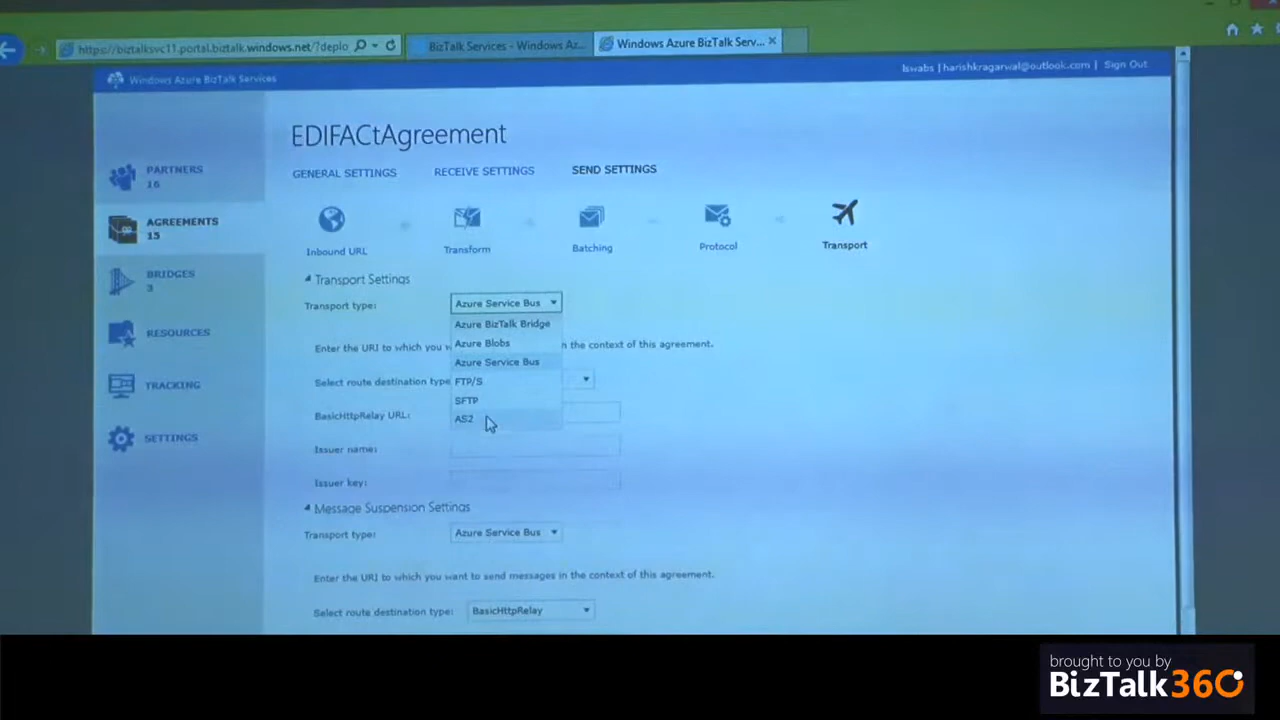 https://biztalksvc11.portal.biztalk.windows.net/?deplo
BizTalk Services - Windows Az...
Windows Azure BizTalk Serv...
Windows Azure BizTalk Services
lswabs | harishkragarwal@outlook.com | Sign Out
EDIFACtAgreement
GENERAL SETTINGS
RECEIVE SETTINGS
SEND SETTINGS
PARTNERS
16
AGREEMENTS
15
BRIDGES
3
RESOURCES
TRACKING
SETTINGS
Inbound URL
Transform
Batching
Protocol
Transport
Transport Settings
Transport type:
Azure Service Bus
Azure BizTalk Bridge
Azure Blobs
Azure Service Bus
FTP/S
SFTP
AS2
Enter the URI to which you w
n the context of this agreement.
Select route destination type
BasicHttpRelay URL:
Issuer name:
Issuer key:
Message Suspension Settings
Transport type:
Azure Service Bus
Enter the URI to which you want to send messages in the context of this agreement.
Select route destination type:
BasicHttpRelay
brought to you by
BizTalk360